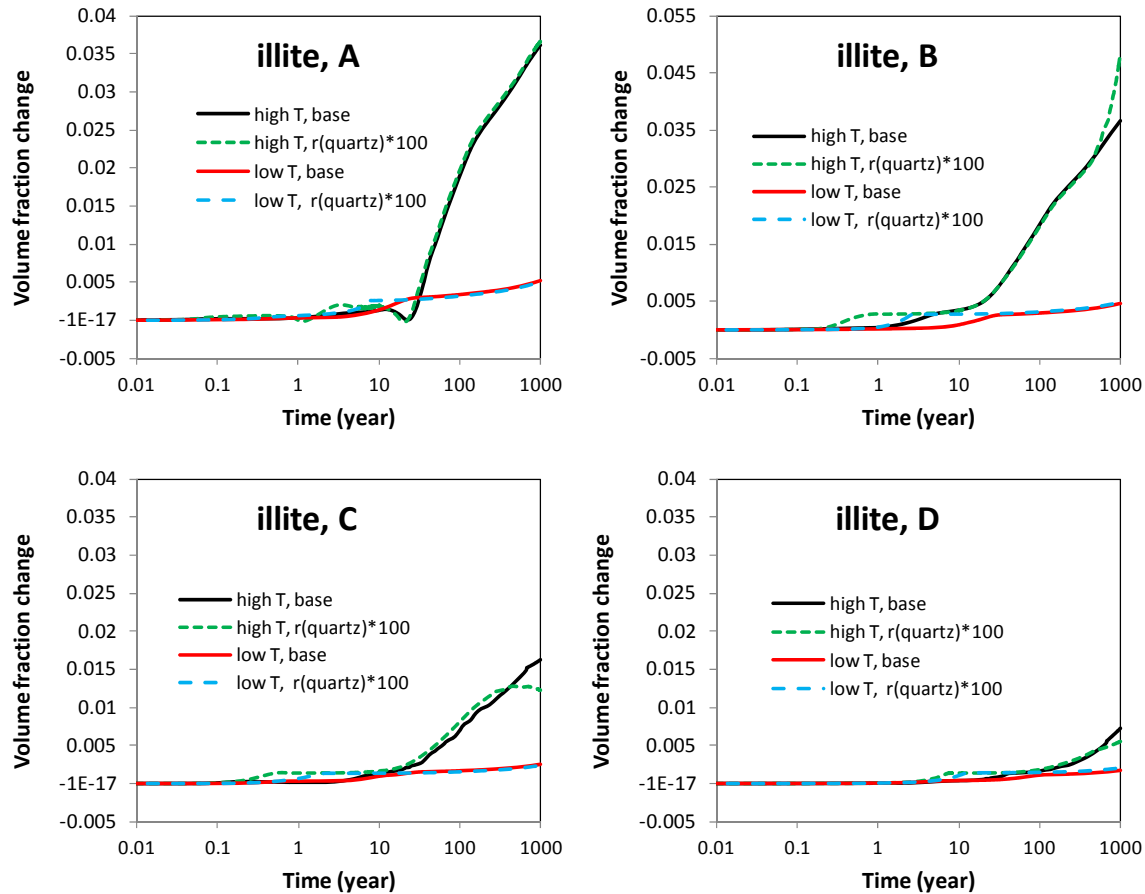 illite, A
Volume fraction change
0.04
0.035
0.03
0.025
0.02
0.015
0.01
0.005
-1E-17
-0.005
high T, base
high T, r(quartz)*100
low T, base
low T, r(quartz)*100
0.01 0.1 1 10 100 1000
Time (year)
illite, B
Volume fraction change
0.055
0.045
0.035
0.025
0.015
0.005
-0.005
high T, base
high T, r(quartz)*100
low T, base
low T, r(quartz)*100
0.01 0.1 1 10 100 1000
Time (year)
illite, C
Volume fraction change
0.04
0.035
0.03
0.025
0.02
0.015
0.01
0.005
-1E-17
-0.005
high T, base
high T, r(quartz)*100
low T, base
low T, r(quartz)*100
0.01 0.1 1 10 100 1000
Time (year)
illite, D
Volume fraction change
0.04
0.035
0.03
0.025
0.02
0.015
0.01
0.005
-1E-17
-0.005
high T, base
high T, r(quartz)*100
low T, base
low T, r(quartz)*100
0.01 0.1 1 10 100 1000
Time (year)